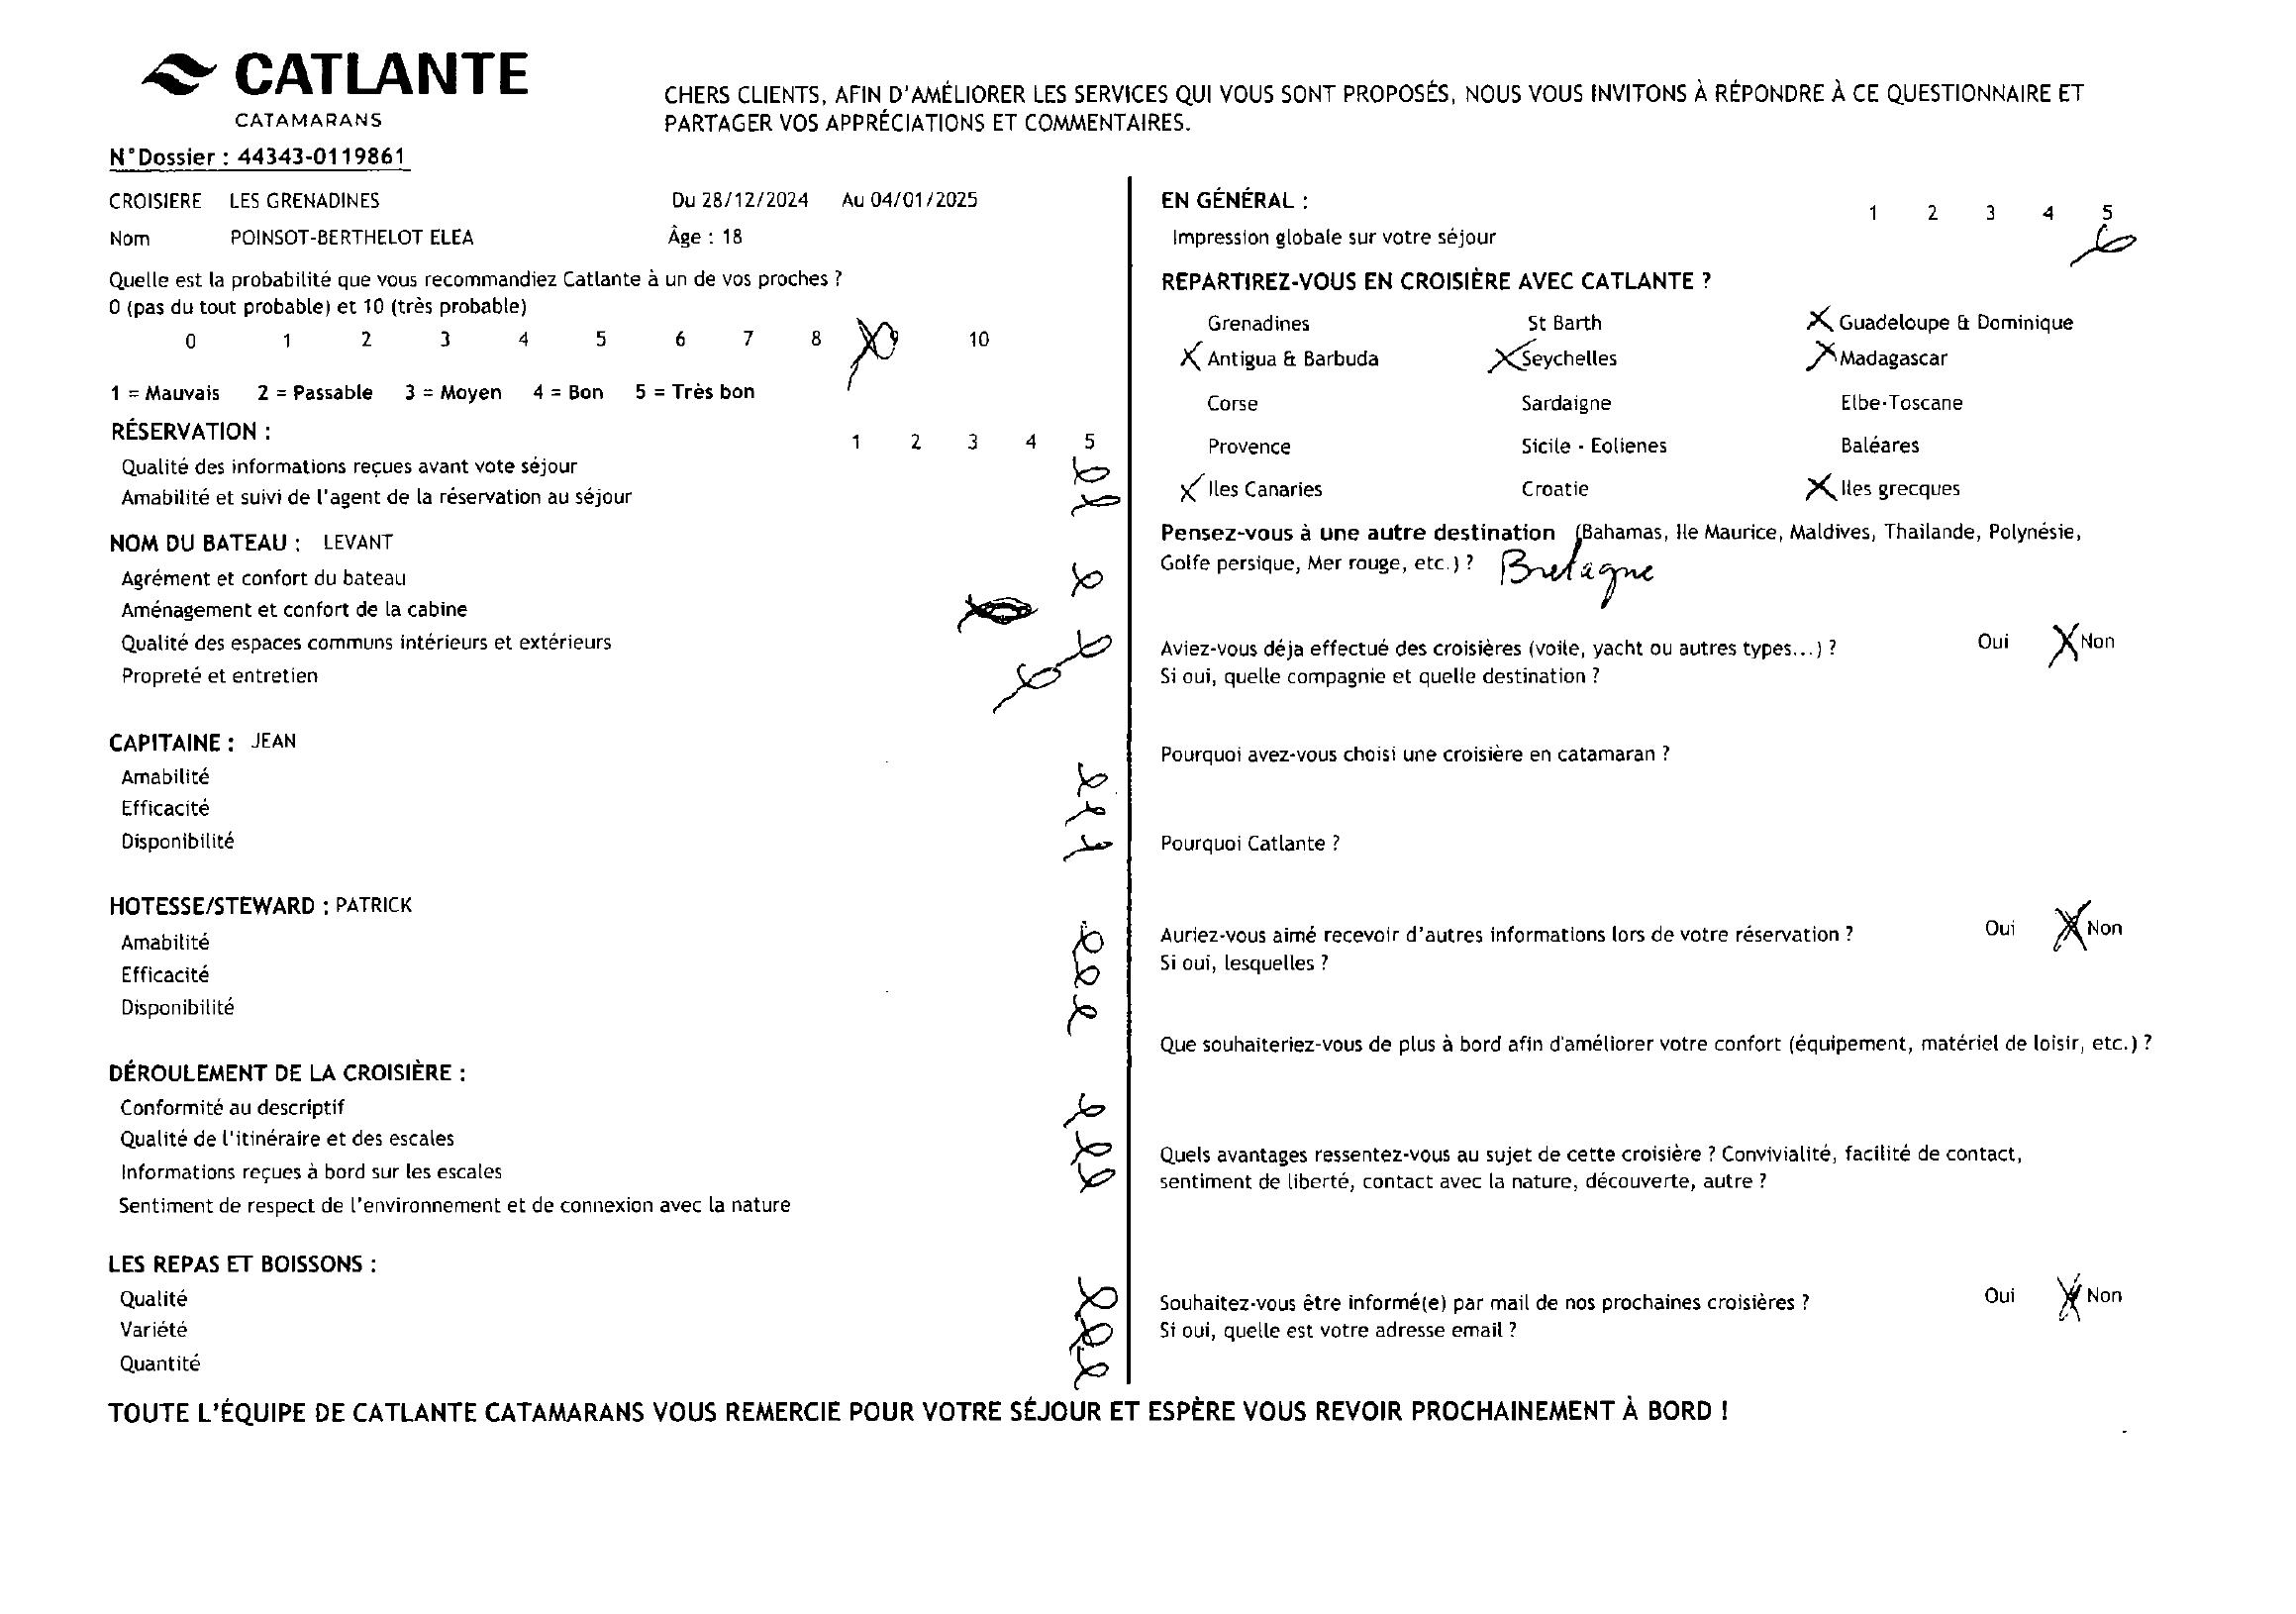 CATLANTE
CATAMARANS
CHERS CLIENTS, AFIN D'AMÉLIORER LES SERVICES QUI VOUS SONT PROPOSÉS, NOUS VOUS INVITONS À RÉPONDRE À CE QUESTIONNAIRE ET
PARTAGER VOS APPRÉCIATIONS ET COMMENTAIRES.
N°Dossier : 44343-0119861
CROISIERE LES GRENADINES Du 28/12/2024 Au 04/01/2025
Nom POINSOT-BERTHELOT ELEA Âge : 18
Quelle est la probabilité que vous recommandiez Catlante à un de vos proches ?
0 (pas du tout probable) et 10 (très probable)
0 1 2 3 4 5 6 7 8 9 10
1 = Mauvais 2 = Passable 3 = Moyen 4 = Bon 5 = Très bon
RÉSERVATION :
1 2 3 4 5
Qualité des informations reçues avant vote séjour
Amabilité et suivi de l'agent de la réservation au séjour
NOM DU BATEAU : LEVANT
Agrément et confort du bateau
Aménagement et confort de la cabine
Qualité des espaces communs intérieurs et extérieurs
Propreté et entretien
CAPITAINE : JEAN
Amabilité
Efficacité
Disponibilité
HOTESSE/STEWARD : PATRICK
Amabilité
Efficacité
Disponibilité
DÉROULEMENT DE LA CROISIÈRE :
Conformité au descriptif
Qualité de l'itinéraire et des escales
Informations reçues à bord sur les escales
Sentiment de respect de l'environnement et de connexion avec la nature
LES REPAS ET BOISSONS :
Qualité
Variété
Quantité
EN GÉNÉRAL :
1 2 3 4 5
Impression globale sur votre séjour
REPARTIREZ-VOUS EN CROISIÈRE AVEC CATLANTE ?
Grenadines St Barth Guadeloupe & Dominique
Antigua & Barbuda Seychelles Madagascar
Corse Sardaigne Elbe-Toscane
Provence Sicile - Eolienes Baléares
Iles Canaries Croatie Iles grecques
Pensez-vous à une autre destination (Bahamas, Ile Maurice, Maldives, Thailande, Polynésie,
Golfe persique, Mer rouge, etc.) ? Bretagne
Aviez-vous déja effectué des croisières (voile, yacht ou autres types...) ? Oui Non
Si oui, quelle compagnie et quelle destination ?
Pourquoi avez-vous choisi une croisière en catamaran ?
Pourquoi Catlante ?
Auriez-vous aimé recevoir d'autres informations lors de votre réservation ? Oui Non
Si oui, lesquelles ?
Que souhaiteriez-vous de plus à bord afin d'améliorer votre confort (équipement, matériel de loisir, etc.) ?
Quels avantages ressentez-vous au sujet de cette croisière ? Convivialité, facilité de contact,
sentiment de liberté, contact avec la nature, découverte, autre ?
Souhaitez-vous être informé(e) par mail de nos prochaines croisières ? Oui Non
Si oui, quelle est votre adresse email ?
TOUTE L'ÉQUIPE DE CATLANTE CATAMARANS VOUS REMERCIE POUR VOTRE SÉJOUR ET ESPÈRE VOUS REVOIR PROCHAINEMENT À BORD !